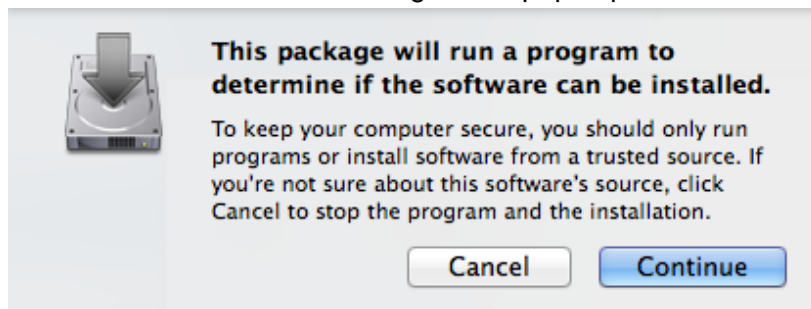 This package will run a program to
determine if the software can be installed.
To keep your computer secure, you should only run
programs or install software from a trusted source. If
you're not sure about this software's source, click
Cancel to stop the program and the installation.
Cancel Continue